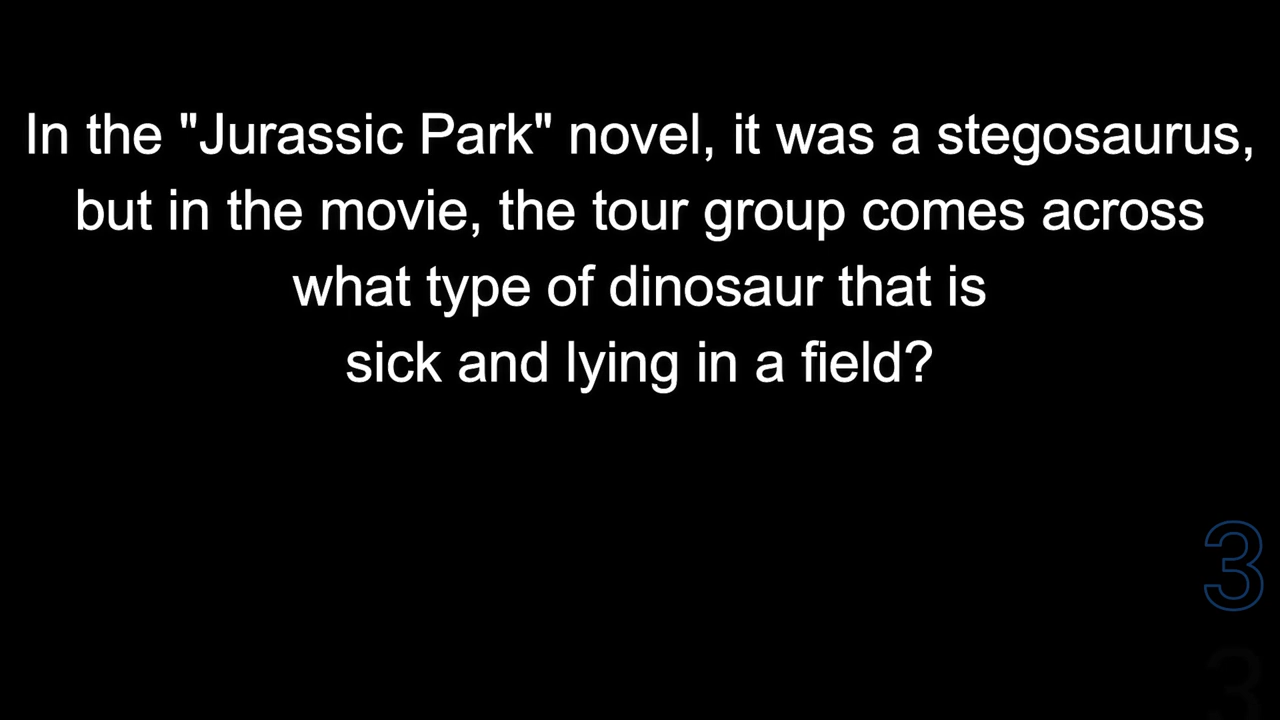 In the "Jurassic Park" novel, it was a stegosaurus,
but in the movie, the tour group comes across
what type of dinosaur that is
sick and lying in a field?
3
3